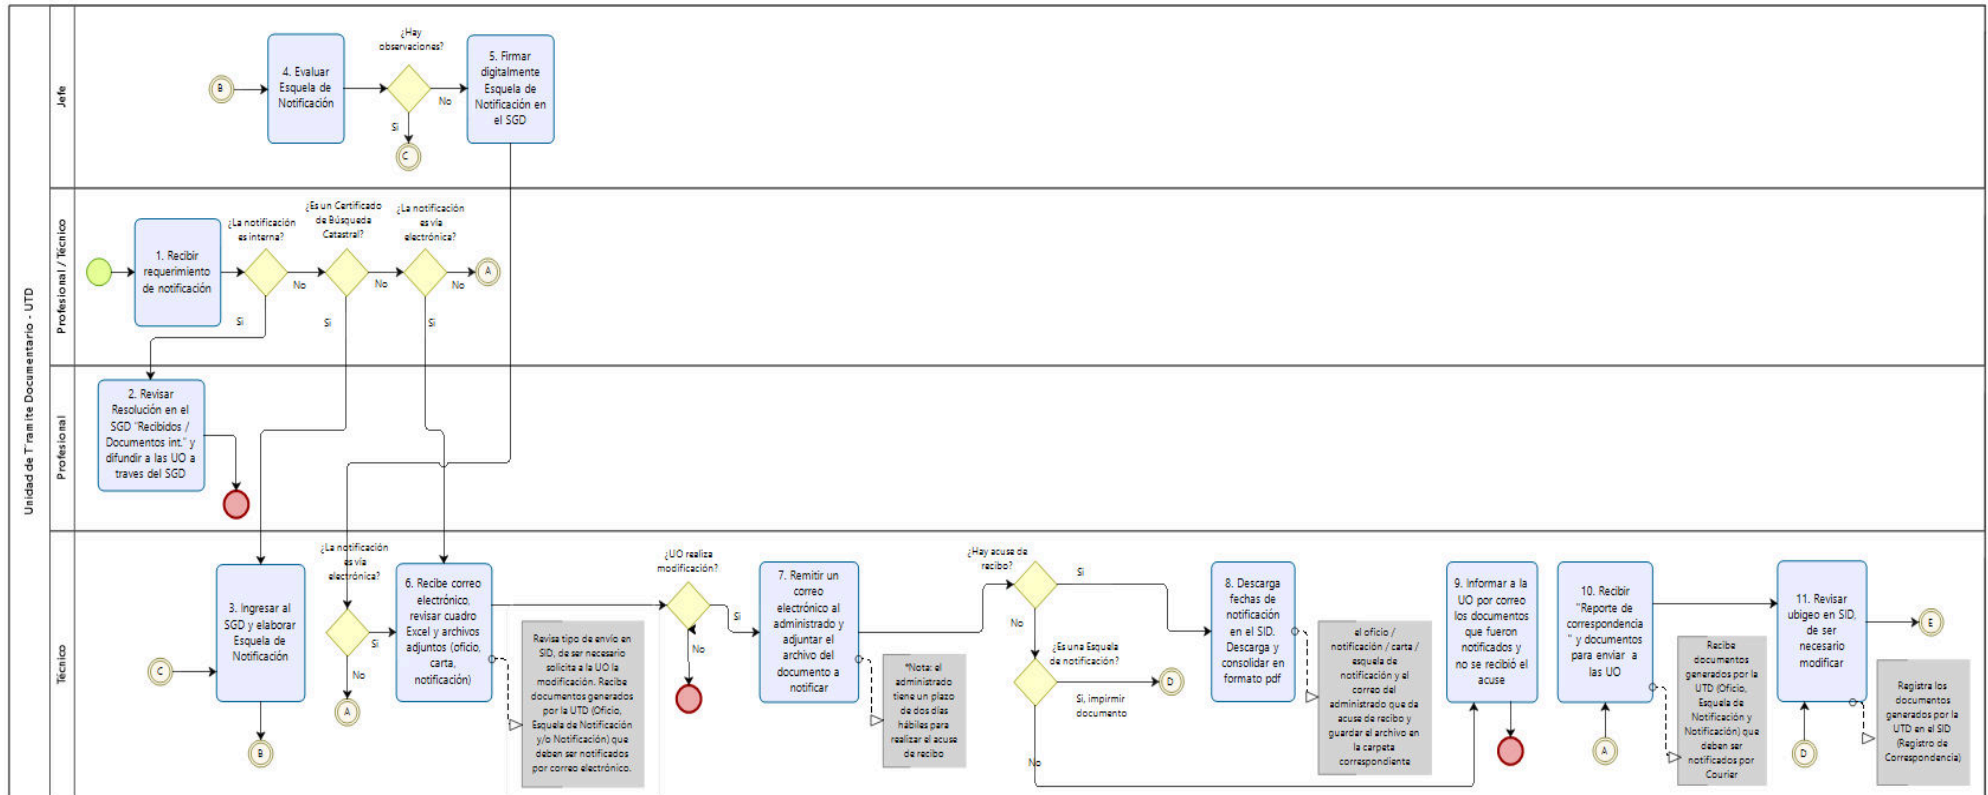 Unidad de Tramite Documentario - UTD
Jefe
B
4. Evaluar
Esquela de
Notificación
¿Hay
observaciones?
No
Si
C
5. Firmar
digitalmente
Esquela de
Notificación en
el SGD
Profesional / Técnico
1. Recibir
requerimiento
de notificación
¿La notificación
es interna?
No
Si
¿Es un Certificado
de Búsqueda
Catastral?
No
Si
¿La notificación
es vía
electrónica?
No
Si
A
Profesional
2. Revisar
Resolución en el
SGD "Recibidos /
Documentos int." y
difundir a las UO a
traves del SGD
Técnico
C
3. Ingresar al
SGD y elaborar
Esquela de
Notificación
B
¿La notificación
es vía
electrónica?
Si
No
A
6. Recibe correo
electrónico,
revisar cuadro
Excel y archivos
adjuntos (oficio,
carta,
notificación)
Revisa tipo de envío en
SID, de ser necesario
solicita a la UO la
modificación. Recibe
documentos generados
por la UTD (Oficio,
Esquela de Notificación
y/o Notificación) que
deben ser notificados
por correo electrónico.
¿UO realiza
modificación?
Si
No
7. Remitir un
correo
electrónico al
administrado y
adjuntar el
archivo del
documento a
notificar
*Nota: el
administrado
tiene un plazo
de dos días
hábiles para
realizar el acuse
de recibo
¿Hay acuse de
recibo?
Si
No
¿Es una Esquela
de notificación?
D
Si, impirmir
documento
No
8. Descarga
fechas de
notificación
en el SID.
Descarga y
consolidar en
formato pdf
el oficio /
notificación / carta /
esquela de
notificación y el
correo del
administrado que da
acuse de recibo y
guardar el archivo en
la carpeta
correspondiente
9. Informar a la
UO por correo
los documentos
que fueron
notificados y
no se recibió el
acuse
10. Recibir
"Reporte de
correspondencia
" y documentos
para enviar a
las UO
A
Recibe
documentos
generados por la
UTD (Oficio,
Esquela de
Notificación y
Notificación) que
deben ser
notificados por
Courier
11. Revisar
ubigeo en SID,
de ser
necesario
modificar
D
E
Registra los
documentos
generados por la
UTD en el SID
(Registro de
Correspondencia)